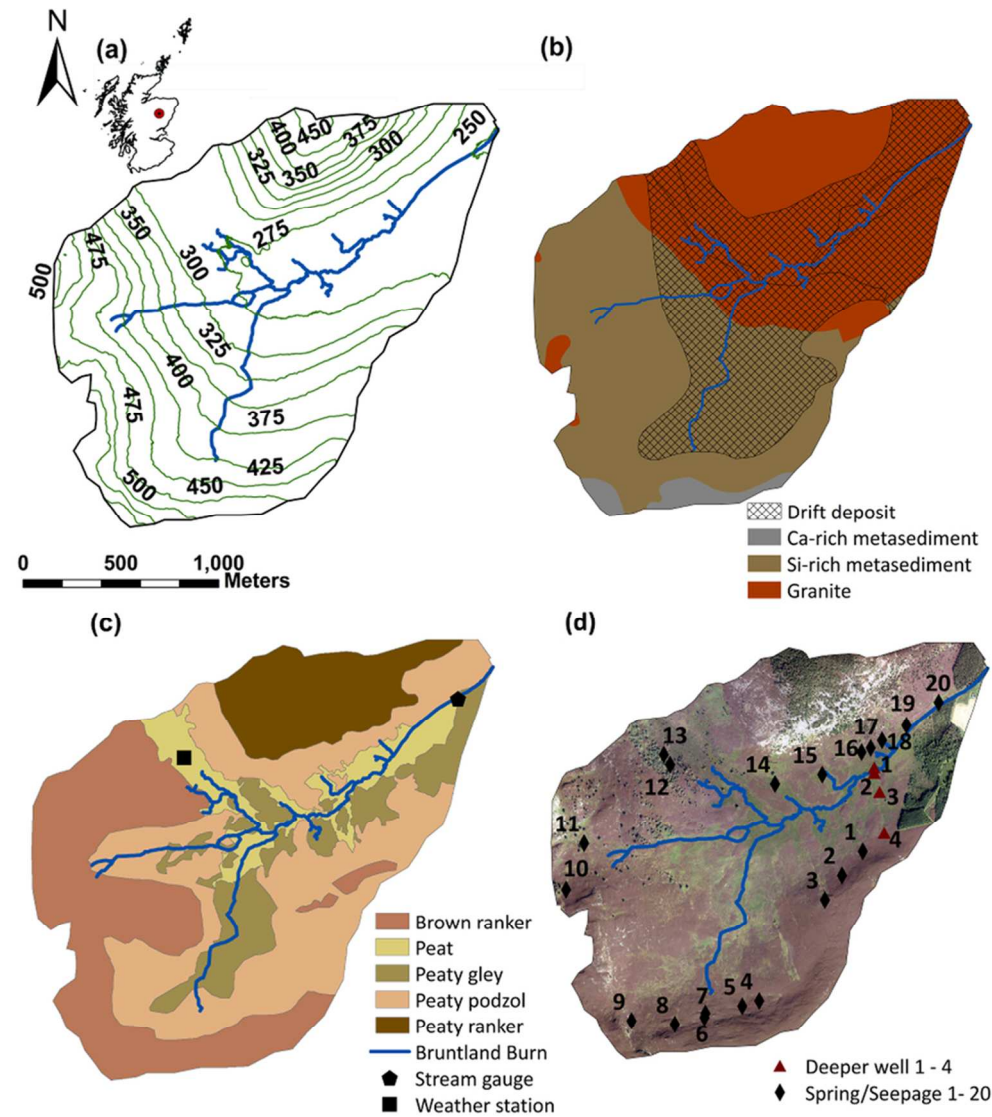 N
(a)
400
450
375
325
350
300
250
350
475
500
300
275
325
400
475
375
425
500
450
0 500 1,000
Meters
(b)
Drift deposit
Ca-rich metasediment
Si-rich metasediment
Granite
(c)
Brown ranker
Peat
Peaty gley
Peaty podzol
Peaty ranker
Bruntland Burn
Stream gauge
Weather station
(d)
20
19
17
18
13
16
15
1
14
12
2
3
11
4
1
10
2
3
5 4
7
9
8
6
Deeper well 1 - 4
Spring/Seepage 1- 20